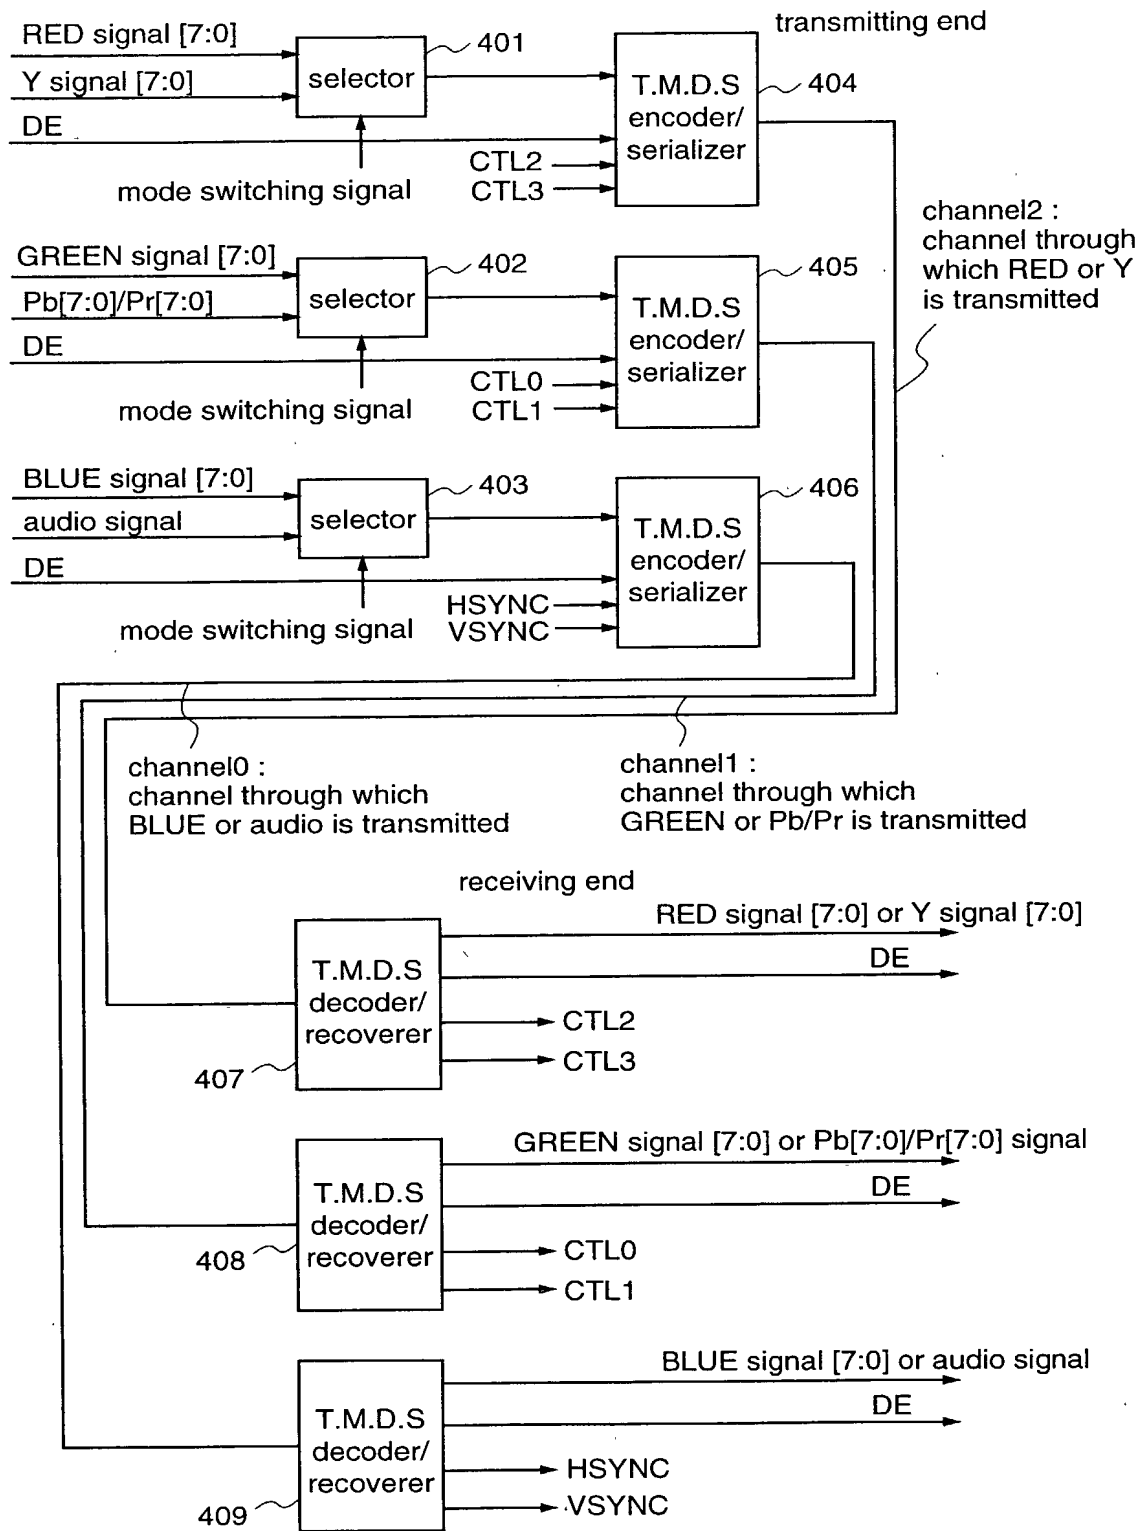 transmitting end
RED signal [7:0]
Y signal [7:0]
DE
selector
401
mode switching signal
CTL2
CTL3
T.M.D.S
encoder/
serializer
404
channel2 :
channel through
which RED or Y
is transmitted
GREEN signal [7:0]
Pb[7:0]/Pr[7:0]
DE
selector
402
mode switching signal
CTL0
CTL1
T.M.D.S
encoder/
serializer
405
BLUE signal [7:0]
audio signal
DE
selector
403
mode switching signal
HSYNC
VSYNC
T.M.D.S
encoder/
serializer
406
channel0 :
channel through which
BLUE or audio is transmitted
channel1 :
channel through which
GREEN or Pb/Pr is transmitted
receiving end
T.M.D.S
decoder/
recoverer
407
RED signal [7:0] or Y signal [7:0]
DE
CTL2
CTL3
T.M.D.S
decoder/
recoverer
408
GREEN signal [7:0] or Pb[7:0]/Pr[7:0] signal
DE
CTL0
CTL1
T.M.D.S
decoder/
recoverer
409
BLUE signal [7:0] or audio signal
DE
HSYNC
VSYNC